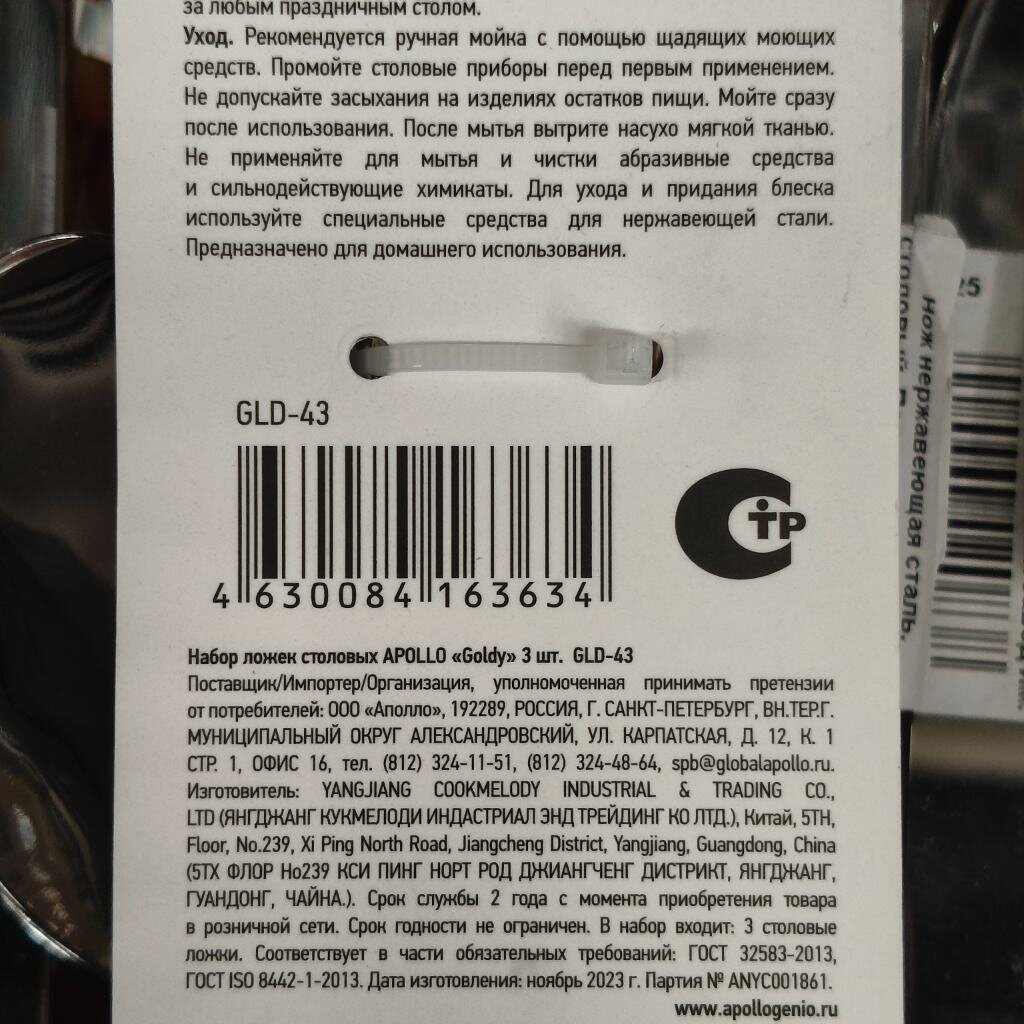 за любым праздничным столом.
Уход. Рекомендуется ручная мойка с помощью щадящих моющих
средств. Промойте столовые приборы перед первым применением.
Не допускайте засыхания на изделиях остатков пищи. Мойте сразу
после использования. После мытья вытрите насухо мягкой тканью.
Не применяйте для мытья и чистки абразивные средства
и сильнодействующие химикаты. Для ухода и придания блеска
используйте специальные средства для нержавеющей стали.
Предназначено для домашнего использования.
GLD-43
4 630084 163634
СТР
Набор ложек столовых APOLLO «Goldy» 3 шт. GLD-43
Поставщик/Импортер/Организация, уполномоченная принимать претензии
от потребителей: ООО «Аполло», 192289, РОССИЯ, Г. САНКТ-ПЕТЕРБУРГ, ВН.ТЕР.Г.
МУНИЦИПАЛЬНЫЙ ОКРУГ АЛЕКСАНДРОВСКИЙ, УЛ. КАРПАТСКАЯ, Д. 12, К. 1
СТР. 1, ОФИС 16, тел. (812) 324-11-51, (812) 324-48-64, spb@globalapollo.ru.
Изготовитель: YANGJIANG COOKMELODY INDUSTRIAL & TRADING CO.,
LTD (ЯНГДЖАНГ КУКМЕЛОДИ ИНДАСТРИАЛ ЭНД ТРЕЙДИНГ КО ЛТД.), Китай, 5TH,
Floor, No.239, Xi Ping North Road, Jiangcheng District, Yangjiang, Guangdong, China
(5ТХ ФЛОР Но239 КСИ ПИНГ НОРТ РОД ДЖИАНГЧЕНГ ДИСТРИКТ, ЯНГДЖАНГ,
ГУАНДОНГ, ЧАЙНА.). Срок службы 2 года с момента приобретения товара
в розничной сети. Срок годности не ограничен. В набор входит: 3 столовые
ложки. Соответствует в части обязательных требований: ГОСТ 32583-2013,
ГОСТ ISO 8442-1-2013. Дата изготовления: ноябрь 2023 г. Партия № ANYC001861.
www.apollogenio.ru
нож нержавеющая сталь,
25